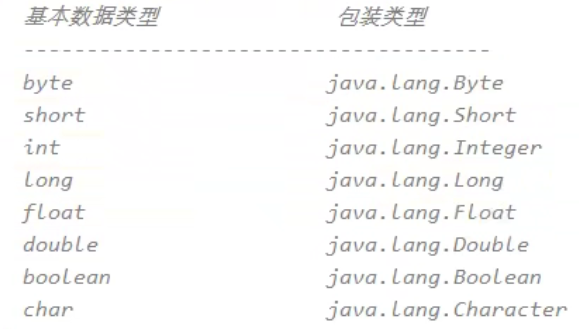 基本数据类型 包装类型
-------------------------------------
byte java.lang.Byte
short java.lang.Short
int java.lang.Integer
long java.lang.Long
float java.lang.Float
double java.lang.Double
boolean java.lang.Boolean
char java.lang.Character